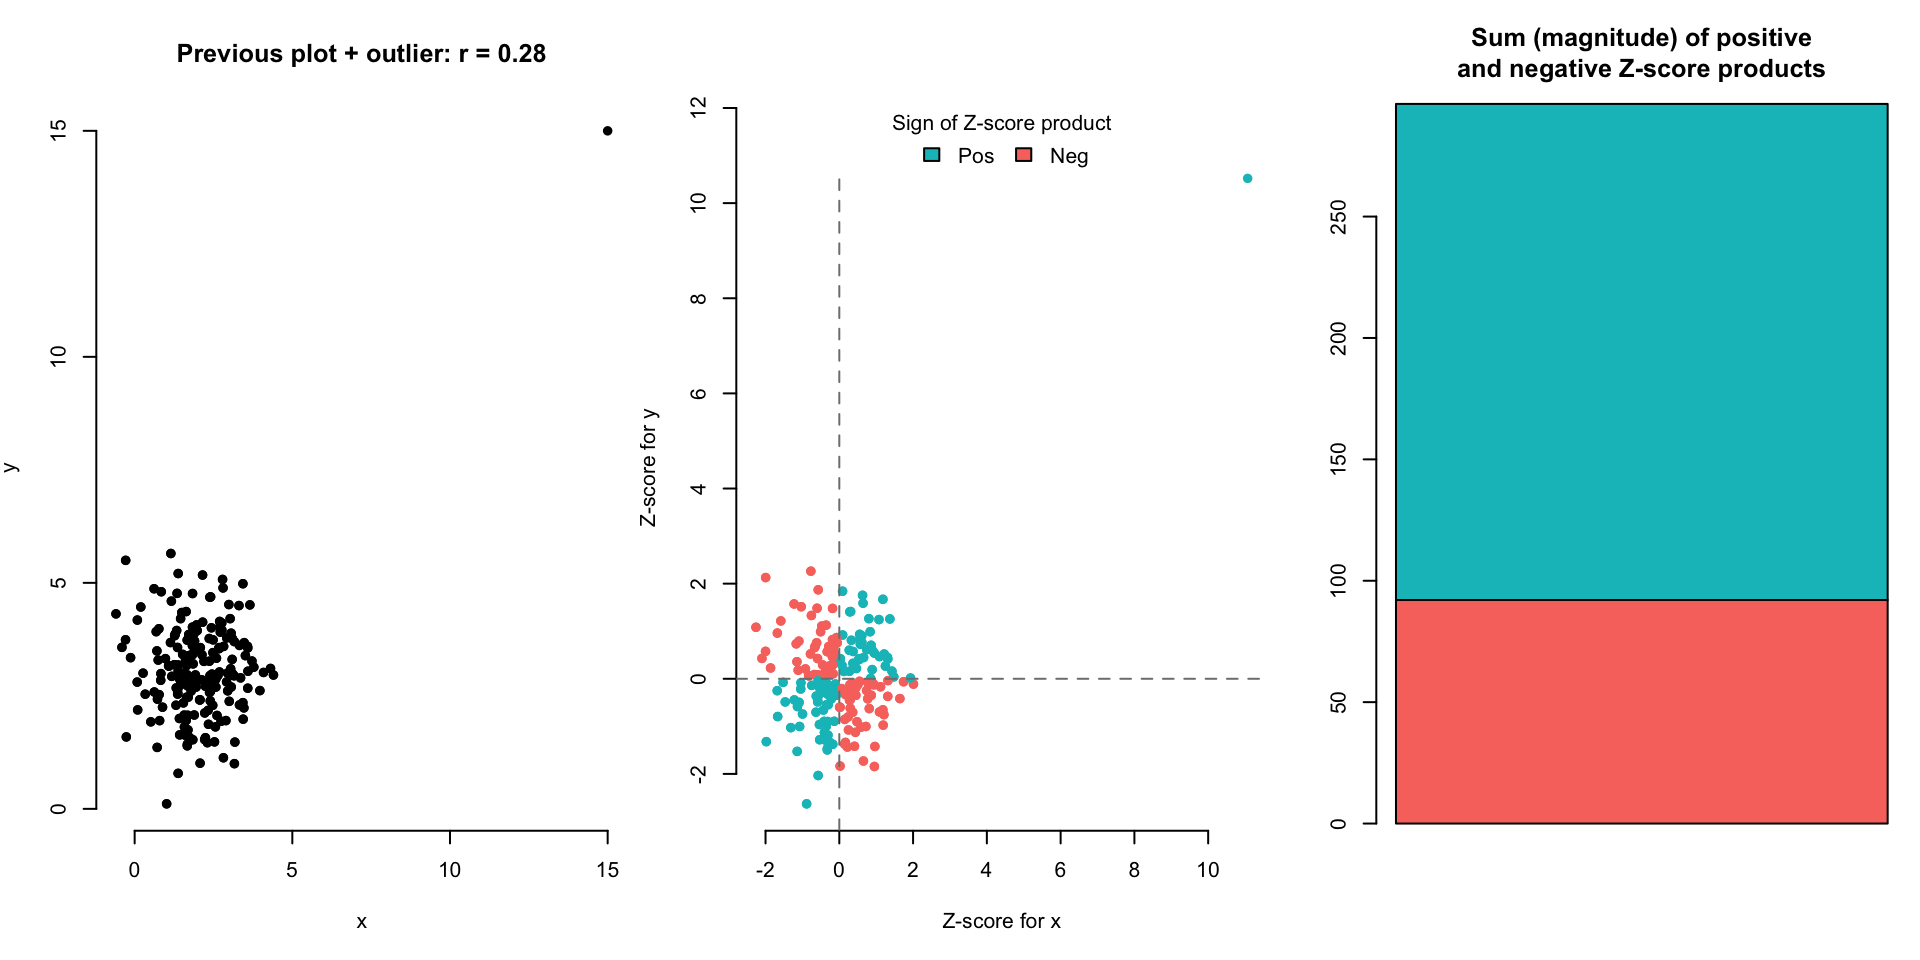 Previous plot + outlier: r = 0.28
15
10
5
0
y
0 5 10 15
x
Sign of Z-score product
Pos Neg
12
10
8
6
4
2
0
-2
Z-score for y
-2 0 2 4 6 8 10
Z-score for x
Sum (magnitude) of positive
and negative Z-score products
250
200
150
100
50
0